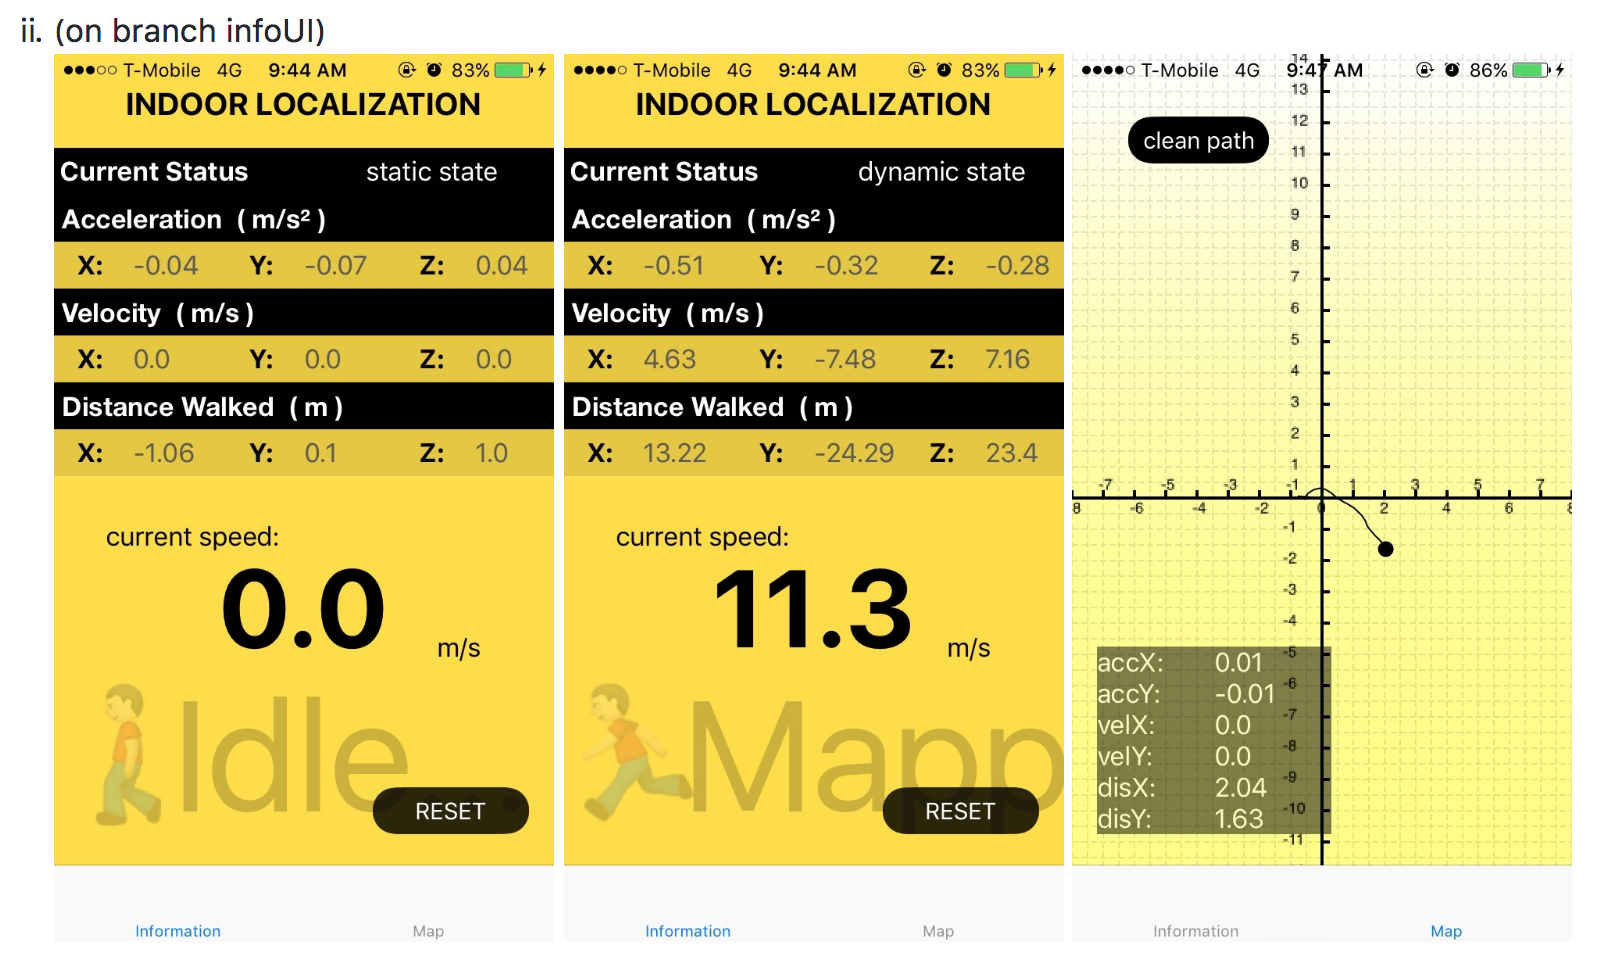 ii. (on branch infoUI)
T-Mobile 4G 9:44 AM 83%
INDOOR LOCALIZATION
Current Status static state
Acceleration ( m/s² )
X: -0.04 Y: -0.07 Z: 0.04
Velocity ( m/s )
X: 0.0 Y: 0.0 Z: 0.0
Distance Walked ( m )
X: -1.06 Y: 0.1 Z: 1.0
current speed:
0.0 m/s
Idle...
RESET
Information Map
T-Mobile 4G 9:44 AM 83%
INDOOR LOCALIZATION
Current Status dynamic state
Acceleration ( m/s² )
X: -0.51 Y: -0.32 Z: -0.28
Velocity ( m/s )
X: 4.63 Y: -7.48 Z: 7.16
Distance Walked ( m )
X: 13.22 Y: -24.29 Z: 23.4
current speed:
11.3 m/s
Mapp
RESET
Information Map
T-Mobile 4G 9:47 AM 86%
clean path
14
13
12
11
10
9
8
7
6
5
4
3
2
1
-7 -5 -3 -1 1 3 5 7
8 -6 -4 -2 0 2 4 6 8
-1
-2
-3
-4
-5
-6
-7
-8
-9
-10
-11
accX: 0.01
accY: -0.01
velX: 0.0
velY: 0.0
disX: 2.04
disY: 1.63
Information Map